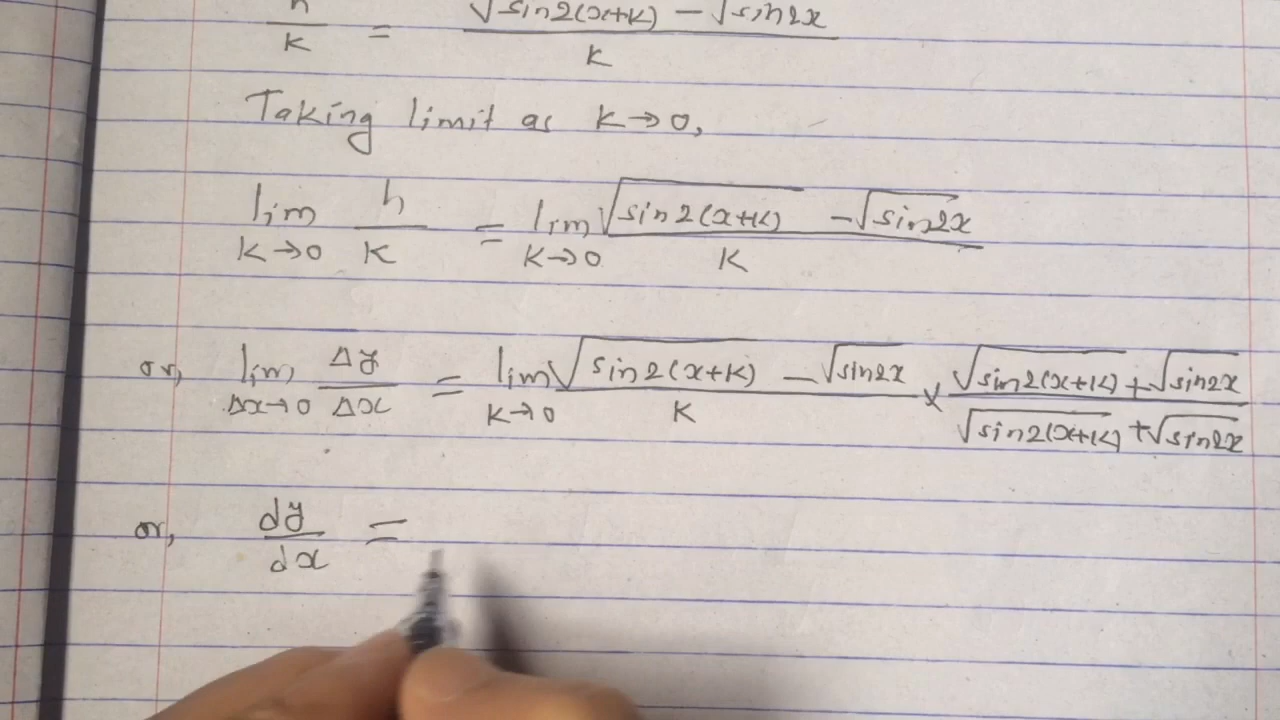 h/k = (√sin2(x+k) − √sin2x)/k
Taking limit as k→0,
lim k→0 h/k = lim k→0 (√sin2(x+k) − √sin2x)/k
or, lim Δx→0 Δy/Δx = lim k→0 (√sin2(x+k) − √sin2x)/k × (√sin2(x+k) + √sin2x)/(√sin2(x+k) + √sin2x)
or, dy/dx =